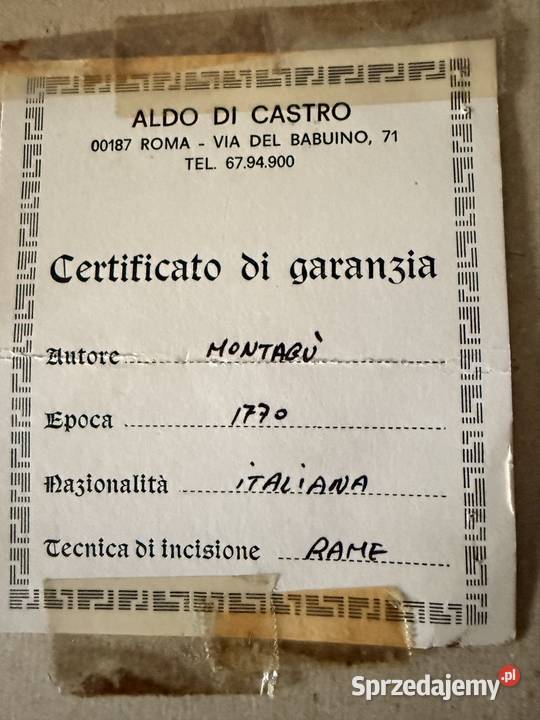 ALDO DI CASTRO
00187 ROMA - VIA DEL BABUINO, 71
TEL. 67.94.900
Certificato di garanzia
Autore MONTAGÙ
Epoca 1770
Nazionalità iTALiANA
Tecnica di incisione RAME
Sprzedajemy.pl